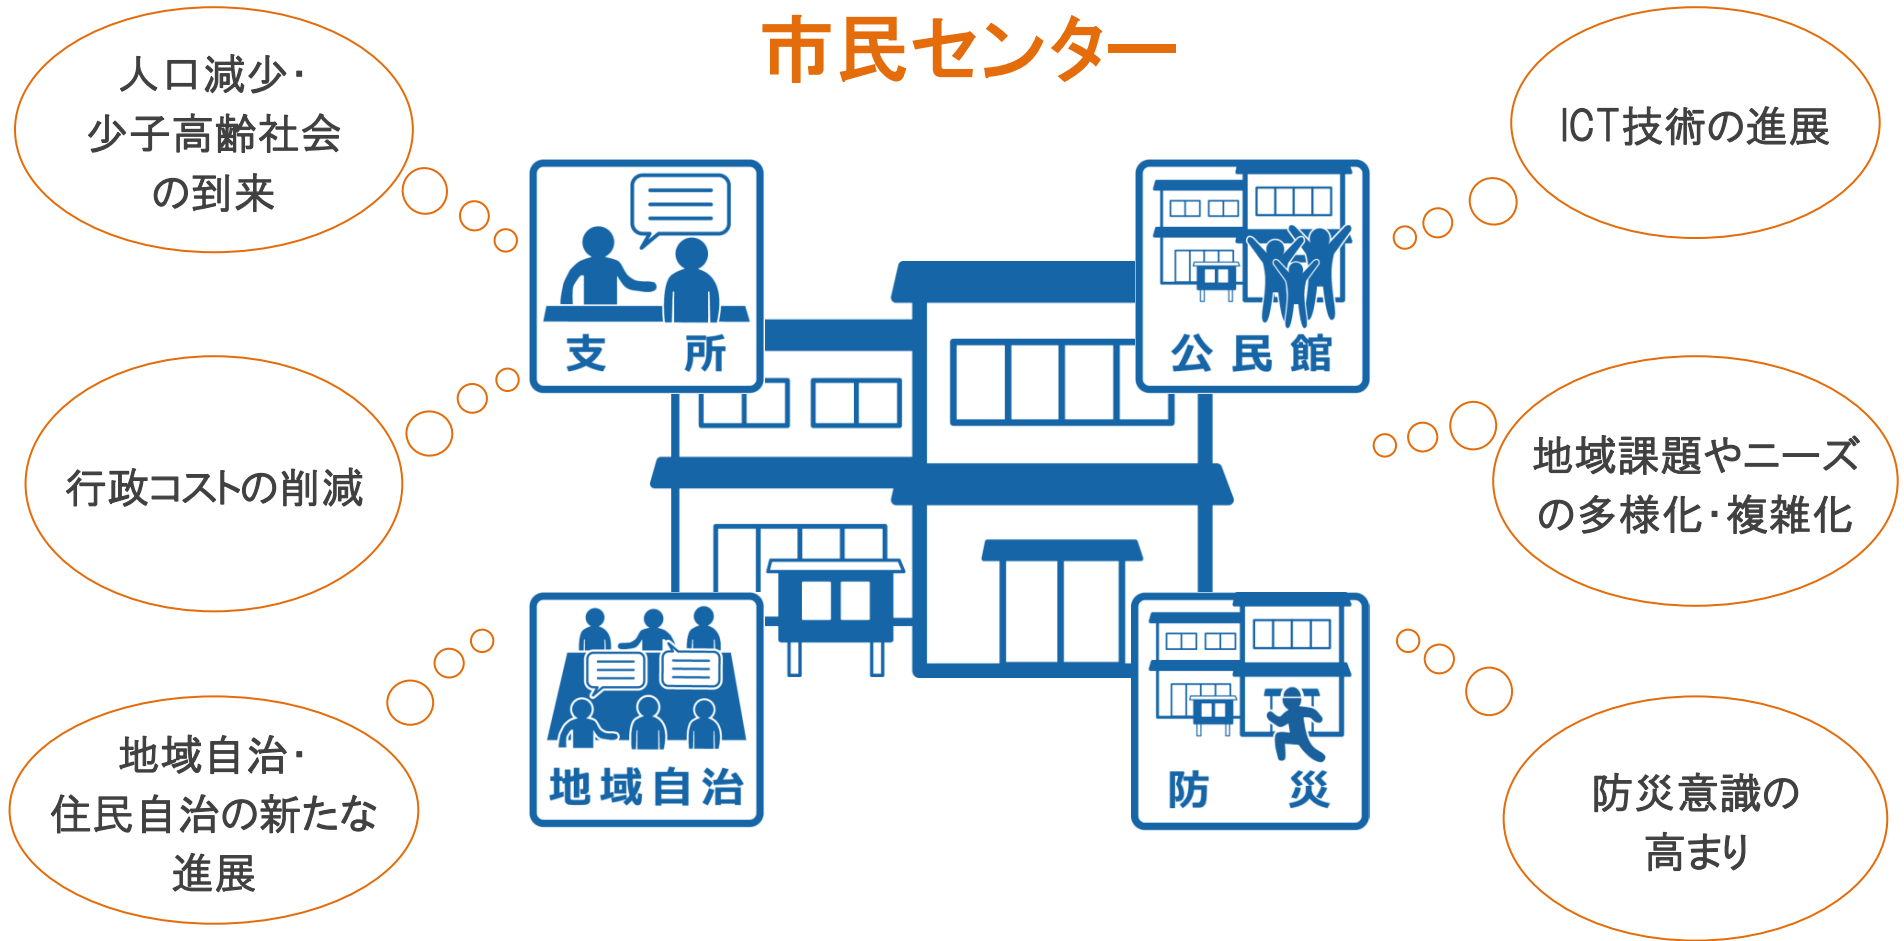 市民センター
人口減少・
少子高齢社会
の到来
ICT技術の進展
支 所
公民館
行政コストの削減
地域課題やニーズ
の多様化・複雑化
地域自治・
住民自治の新たな
進展
地域自治
防 災
防災意識の
高まり